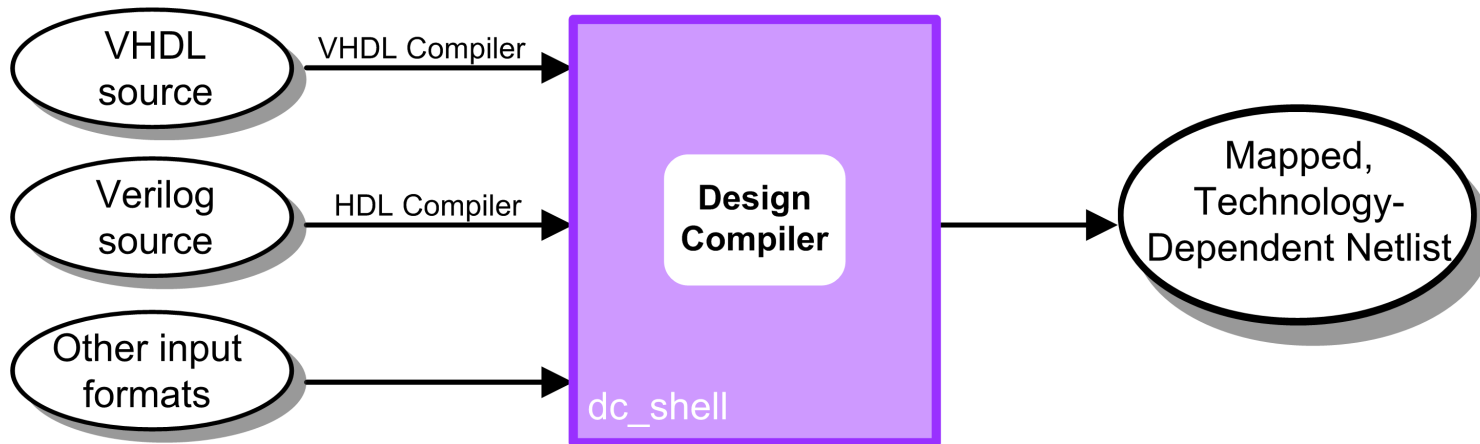 VHDL
source
VHDL Compiler
Verilog
source
HDL Compiler
Other input
formats
Design
Compiler
dc_shell
Mapped,
Technology-
Dependent Netlist